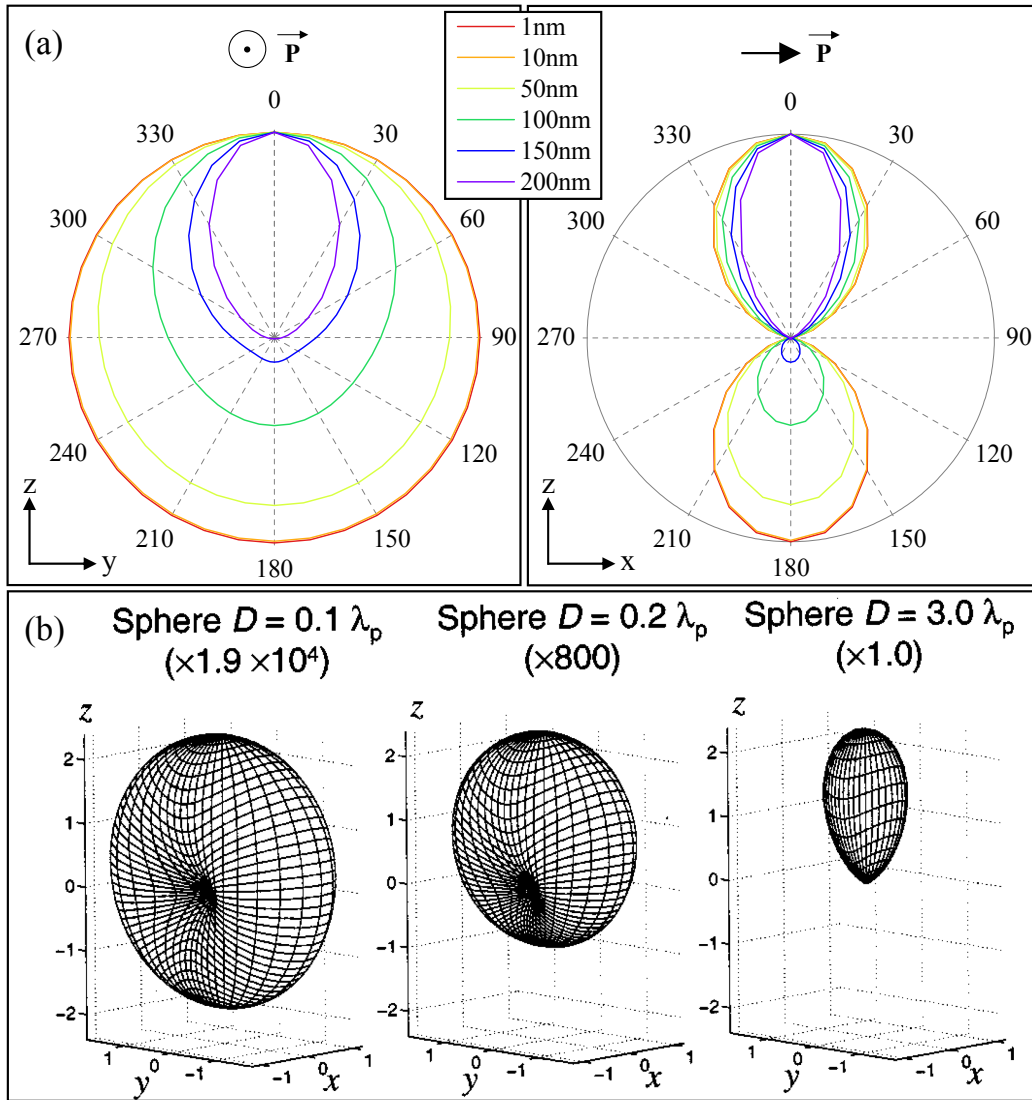 (a)
P
1nm
10nm
50nm
100nm
150nm
200nm
P
0
330 30
300 60
270 90
240 120
210 150
180
z
y
0
330 30
300 60
270 90
240 120
210 150
180
z
x
(b)
Sphere D = 0.1 λp
(×1.9 ×10⁴)
Sphere D = 0.2 λp
(×800)
Sphere D = 3.0 λp
(×1.0)
z
2
1
0
-1
-2
1 0 -1
y
-1 0 1
x
z
2
1
0
-1
-2
1 0 -1
y
-1 0 1
x
z
2
1
0
-1
-2
1 0 -1
y
-1 0 1
x